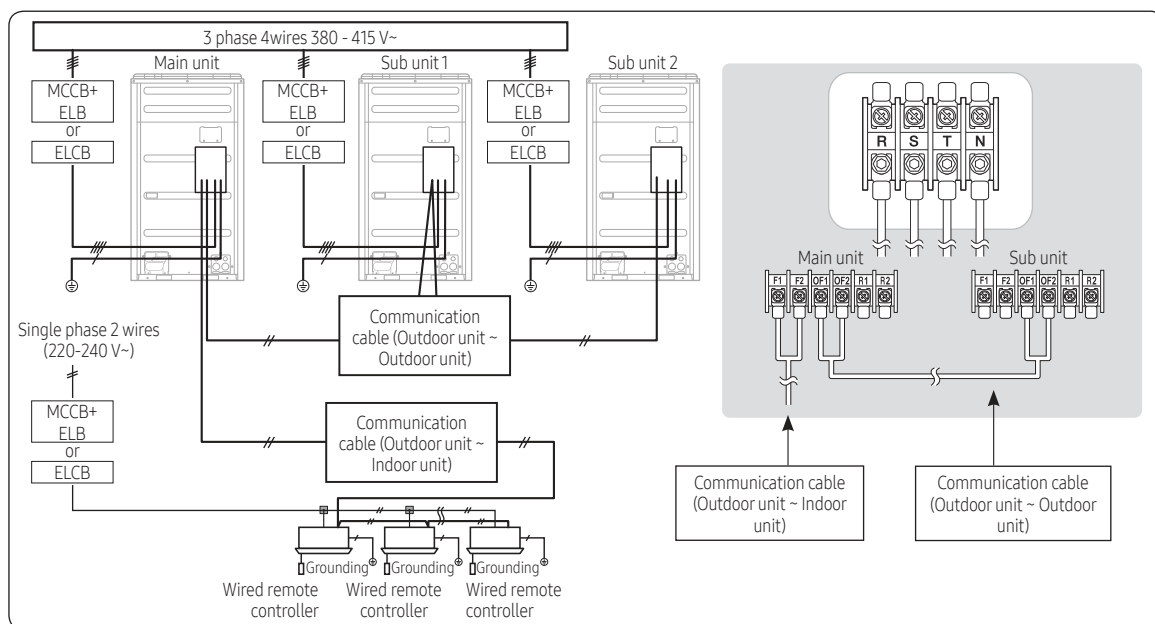 3 phase 4wires 380 - 415 V~
Main unit
Sub unit 1
Sub unit 2
MCCB+
ELB
or
ELCB
MCCB+
ELB
or
ELCB
MCCB+
ELB
or
ELCB
R S T N
Main unit
Sub unit
F1 F2 OF1 OF2 R1 R2
F1 F2 OF1 OF2 R1 R2
Communication
cable (Outdoor unit ~
Outdoor unit)
Single phase 2 wires
(220-240 V~)
MCCB+
ELB
or
ELCB
Communication
cable (Outdoor unit ~
Indoor unit)
Communication cable
(Outdoor unit ~ Indoor
unit)
Communication cable
(Outdoor unit ~ Outdoor
unit)
Grounding
Grounding
Grounding
Wired remote
controller
Wired remote
controller
Wired remote
controller